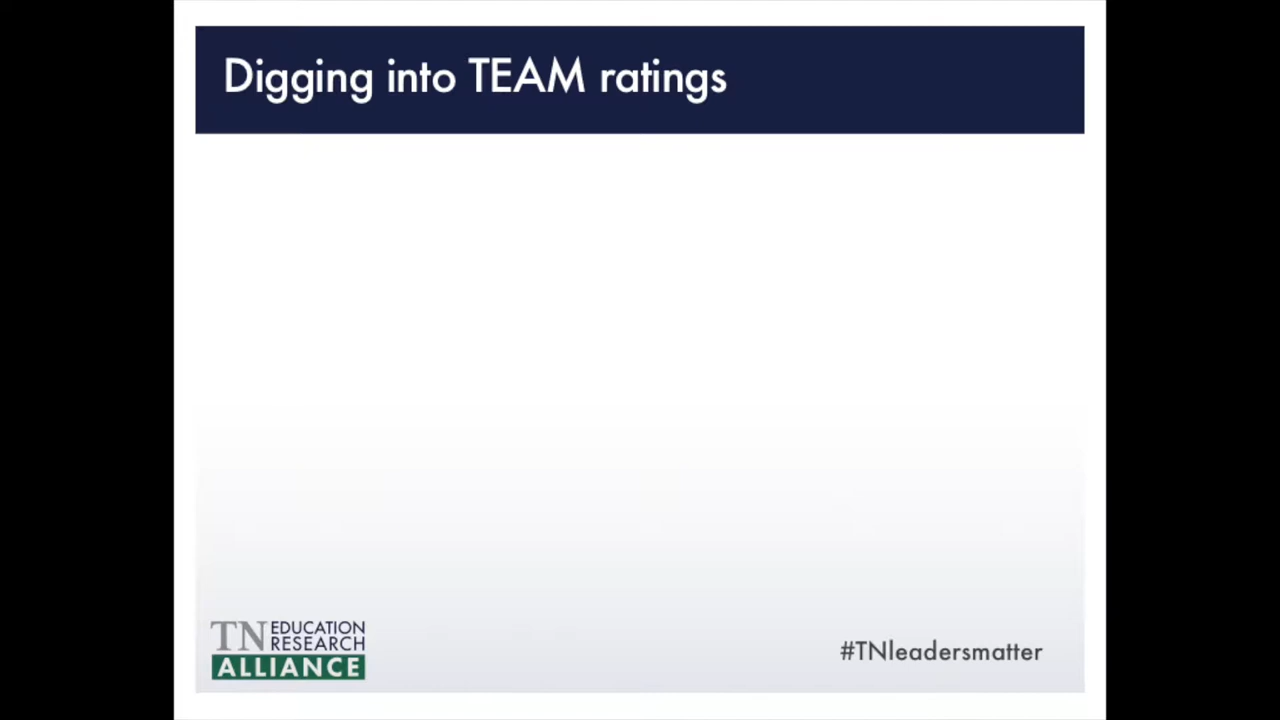 Digging into TEAM ratings
TN EDUCATION
RESEARCH
ALLIANCE
#TNleadersmatter